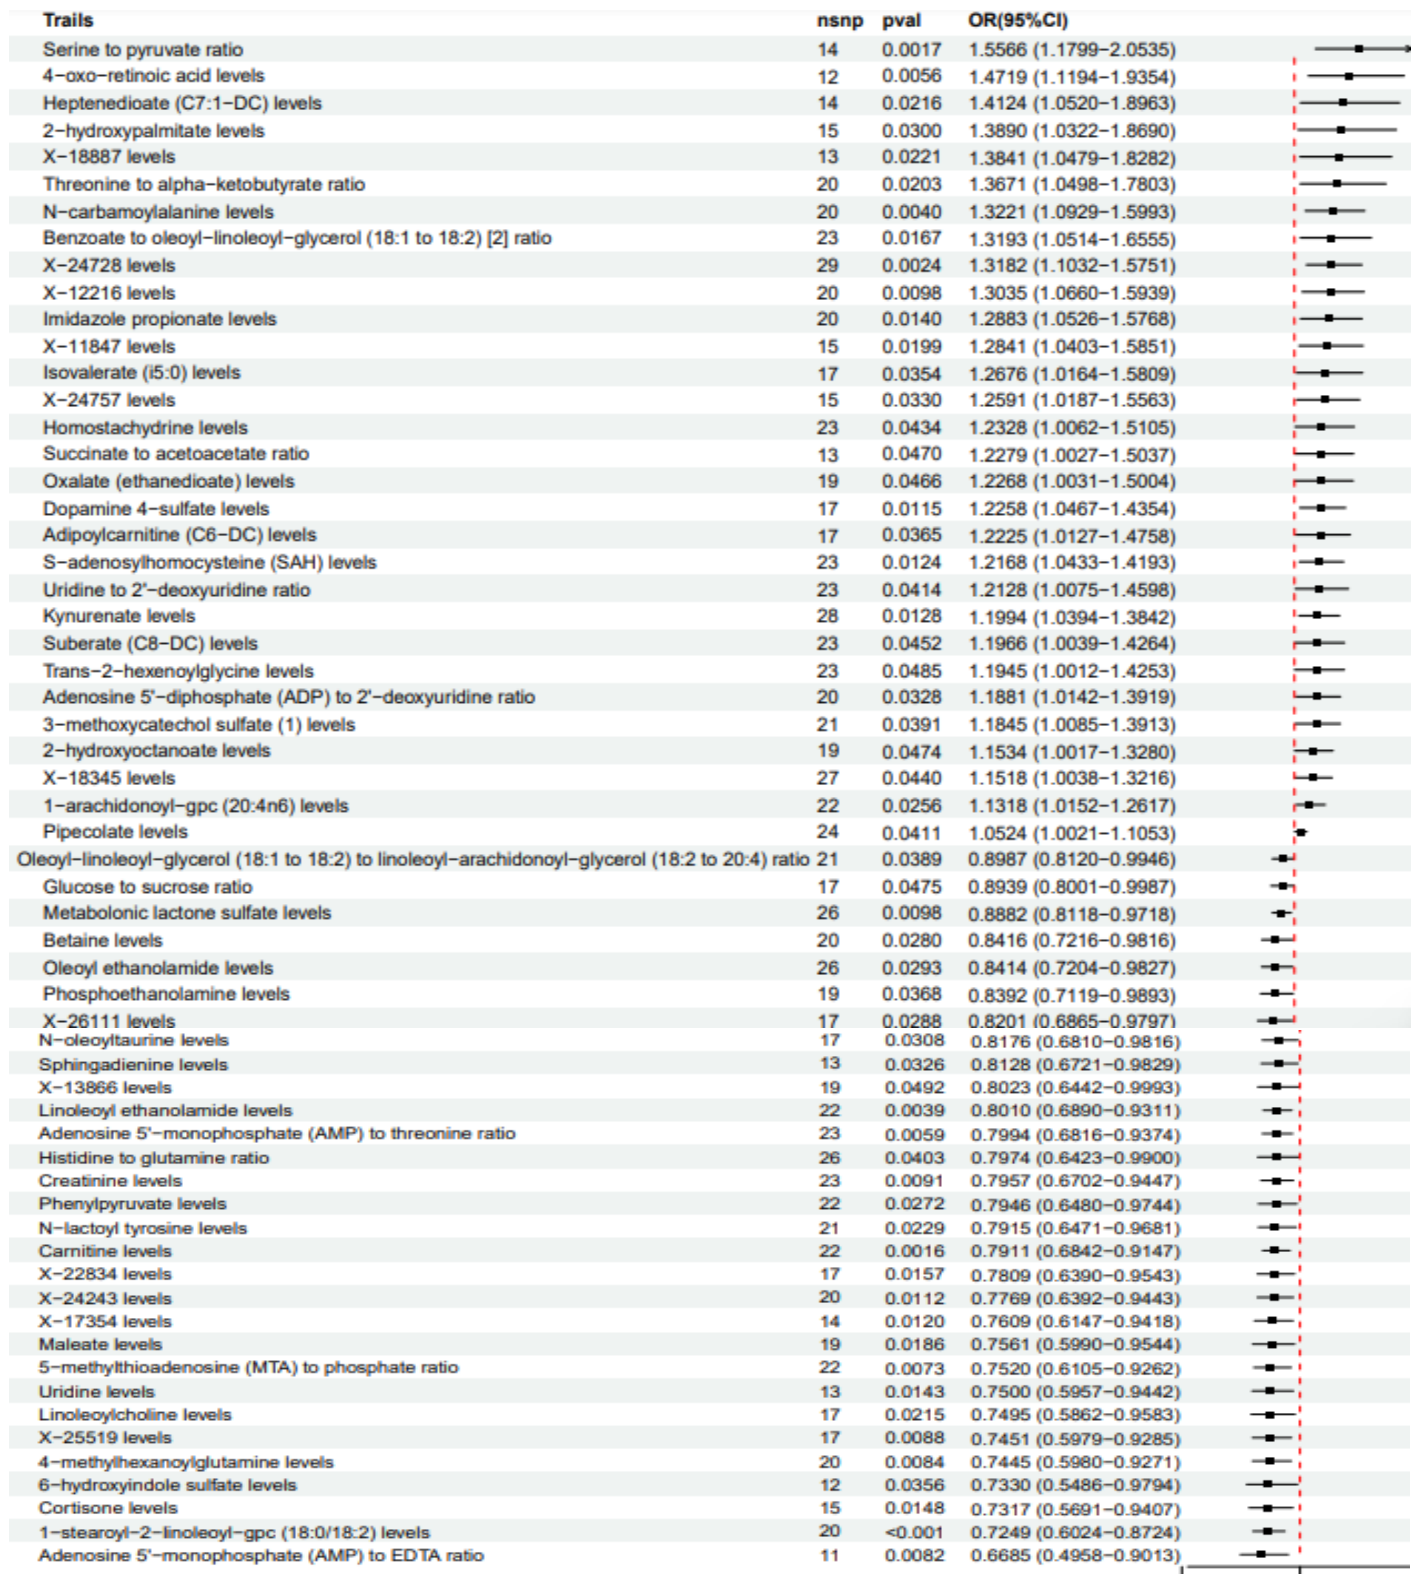 Trails nsnp pval OR(95%CI)
Serine to pyruvate ratio 14 0.0017 1.5566 (1.1799−2.0535)
4−oxo−retinoic acid levels 12 0.0056 1.4719 (1.1194−1.9354)
Heptenedioate (C7:1−DC) levels 14 0.0216 1.4124 (1.0520−1.8963)
2−hydroxypalmitate levels 15 0.0300 1.3890 (1.0322−1.8690)
X−18887 levels 13 0.0221 1.3841 (1.0479−1.8282)
Threonine to alpha−ketobutyrate ratio 20 0.0203 1.3671 (1.0498−1.7803)
N−carbamoylalanine levels 20 0.0040 1.3221 (1.0929−1.5993)
Benzoate to oleoyl−linoleoyl−glycerol (18:1 to 18:2) [2] ratio 23 0.0167 1.3193 (1.0514−1.6555)
X−24728 levels 29 0.0024 1.3182 (1.1032−1.5751)
X−12216 levels 20 0.0098 1.3035 (1.0660−1.5939)
Imidazole propionate levels 20 0.0140 1.2883 (1.0526−1.5768)
X−11847 levels 15 0.0199 1.2841 (1.0403−1.5851)
Isovalerate (i5:0) levels 17 0.0354 1.2676 (1.0164−1.5809)
X−24757 levels 15 0.0330 1.2591 (1.0187−1.5563)
Homostachydrine levels 23 0.0434 1.2328 (1.0062−1.5105)
Succinate to acetoacetate ratio 13 0.0470 1.2279 (1.0027−1.5037)
Oxalate (ethanedioate) levels 19 0.0466 1.2268 (1.0031−1.5004)
Dopamine 4−sulfate levels 17 0.0115 1.2258 (1.0467−1.4354)
Adipoylcarnitine (C6−DC) levels 17 0.0365 1.2225 (1.0127−1.4758)
S−adenosylhomocysteine (SAH) levels 23 0.0124 1.2168 (1.0433−1.4193)
Uridine to 2'−deoxyuridine ratio 23 0.0414 1.2128 (1.0075−1.4598)
Kynurenate levels 28 0.0128 1.1994 (1.0394−1.3842)
Suberate (C8−DC) levels 23 0.0452 1.1966 (1.0039−1.4264)
Trans−2−hexenoylglycine levels 23 0.0485 1.1945 (1.0012−1.4253)
Adenosine 5'−diphosphate (ADP) to 2'−deoxyuridine ratio 20 0.0328 1.1881 (1.0142−1.3919)
3−methoxycatechol sulfate (1) levels 21 0.0391 1.1845 (1.0085−1.3913)
2−hydroxyoctanoate levels 19 0.0474 1.1534 (1.0017−1.3280)
X−18345 levels 27 0.0440 1.1518 (1.0038−1.3216)
1−arachidonoyl−gpc (20:4n6) levels 22 0.0256 1.1318 (1.0152−1.2617)
Pipecolate levels 24 0.0411 1.0524 (1.0021−1.1053)
Oleoyl−linoleoyl−glycerol (18:1 to 18:2) to linoleoyl−arachidonoyl−glycerol (18:2 to 20:4) ratio 21 0.0389 0.8987 (0.8120−0.9946)
Glucose to sucrose ratio 17 0.0475 0.8939 (0.8001−0.9987)
Metabolonic lactone sulfate levels 26 0.0098 0.8882 (0.8118−0.9718)
Betaine levels 20 0.0280 0.8416 (0.7216−0.9816)
Oleoyl ethanolamide levels 26 0.0293 0.8414 (0.7204−0.9827)
Phosphoethanolamine levels 19 0.0368 0.8392 (0.7119−0.9893)
X−26111 levels 17 0.0288 0.8201 (0.6865−0.9797)
N−oleoyltaurine levels 17 0.0308 0.8176 (0.6810−0.9816)
Sphingadienine levels 13 0.0326 0.8128 (0.6721−0.9829)
X−13866 levels 19 0.0492 0.8023 (0.6442−0.9993)
Linoleoyl ethanolamide levels 22 0.0039 0.8010 (0.6890−0.9311)
Adenosine 5'−monophosphate (AMP) to threonine ratio 23 0.0059 0.7994 (0.6816−0.9374)
Histidine to glutamine ratio 26 0.0403 0.7974 (0.6423−0.9900)
Creatinine levels 23 0.0091 0.7957 (0.6702−0.9447)
Phenylpyruvate levels 22 0.0272 0.7946 (0.6480−0.9744)
N−lactoyl tyrosine levels 21 0.0229 0.7915 (0.6471−0.9681)
Carnitine levels 22 0.0016 0.7911 (0.6842−0.9147)
X−22834 levels 17 0.0157 0.7809 (0.6390−0.9543)
X−24243 levels 20 0.0112 0.7769 (0.6392−0.9443)
X−17354 levels 14 0.0120 0.7609 (0.6147−0.9418)
Maleate levels 19 0.0186 0.7561 (0.5990−0.9544)
5−methylthioadenosine (MTA) to phosphate ratio 22 0.0073 0.7520 (0.6105−0.9262)
Uridine levels 13 0.0143 0.7500 (0.5957−0.9442)
Linoleoylcholine levels 17 0.0215 0.7495 (0.5862−0.9583)
X−25519 levels 17 0.0088 0.7451 (0.5979−0.9285)
4−methylhexanoylglutamine levels 20 0.0084 0.7445 (0.5980−0.9271)
6−hydroxyindole sulfate levels 12 0.0356 0.7330 (0.5486−0.9794)
Cortisone levels 15 0.0148 0.7317 (0.5691−0.9407)
1−stearoyl−2−linoleoyl−gpc (18:0/18:2) levels 20 <0.001 0.7249 (0.6024−0.8724)
Adenosine 5'−monophosphate (AMP) to EDTA ratio 11 0.0082 0.6685 (0.4958−0.9013)